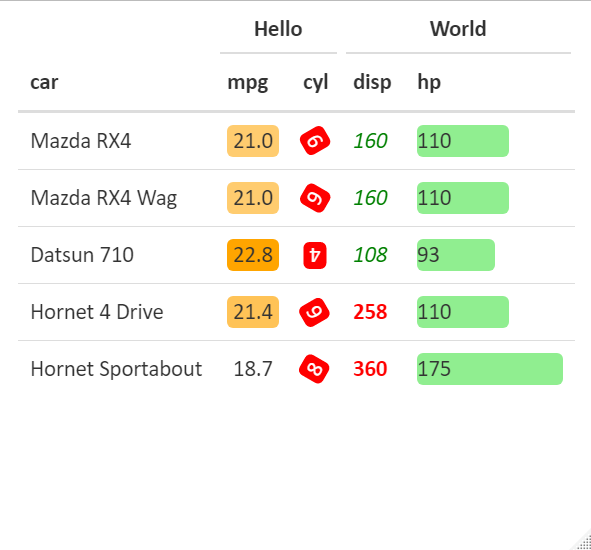 Hello World
car mpg cyl disp hp
Mazda RX4 21.0 6 160 110
Mazda RX4 Wag 21.0 6 160 110
Datsun 710 22.8 4 108 93
Hornet 4 Drive 21.4 6 258 110
Hornet Sportabout 18.7 8 360 175